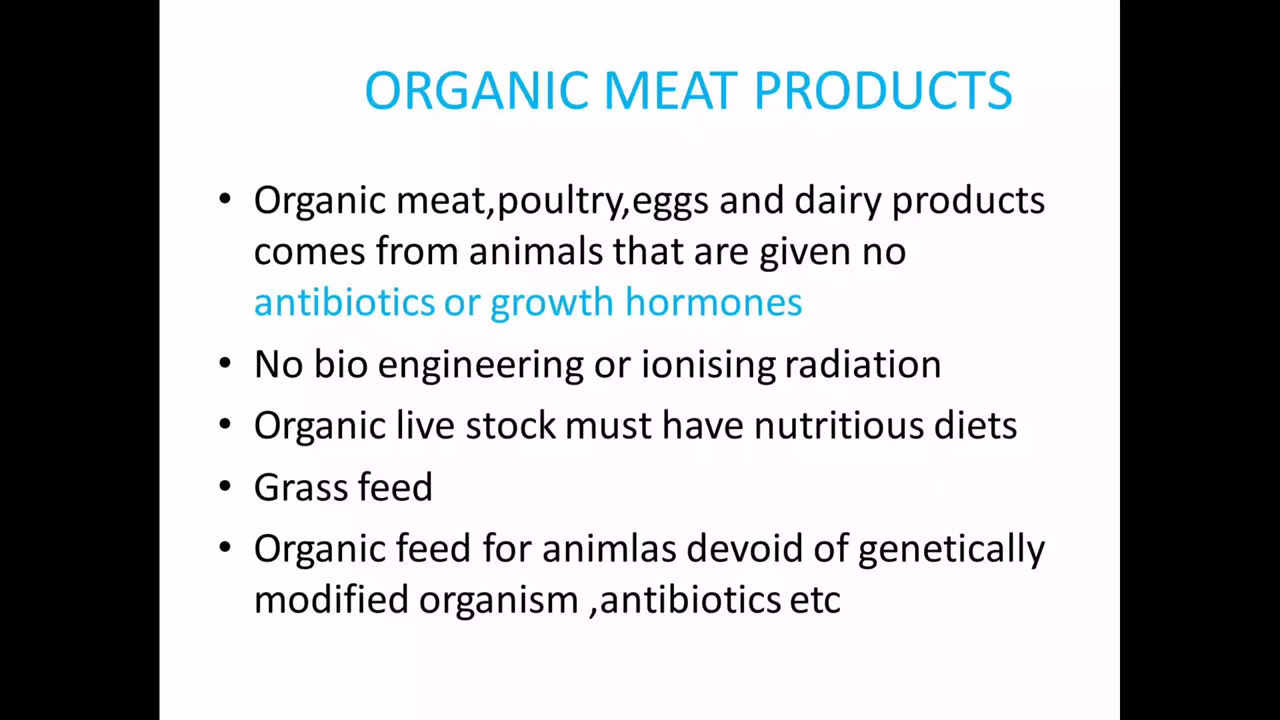 ORGANIC MEAT PRODUCTS
• Organic meat,poultry,eggs and dairy products
comes from animals that are given no
antibiotics or growth hormones
• No bio engineering or ionising radiation
• Organic live stock must have nutritious diets
• Grass feed
• Organic feed for animlas devoid of genetically
modified organism ,antibiotics etc